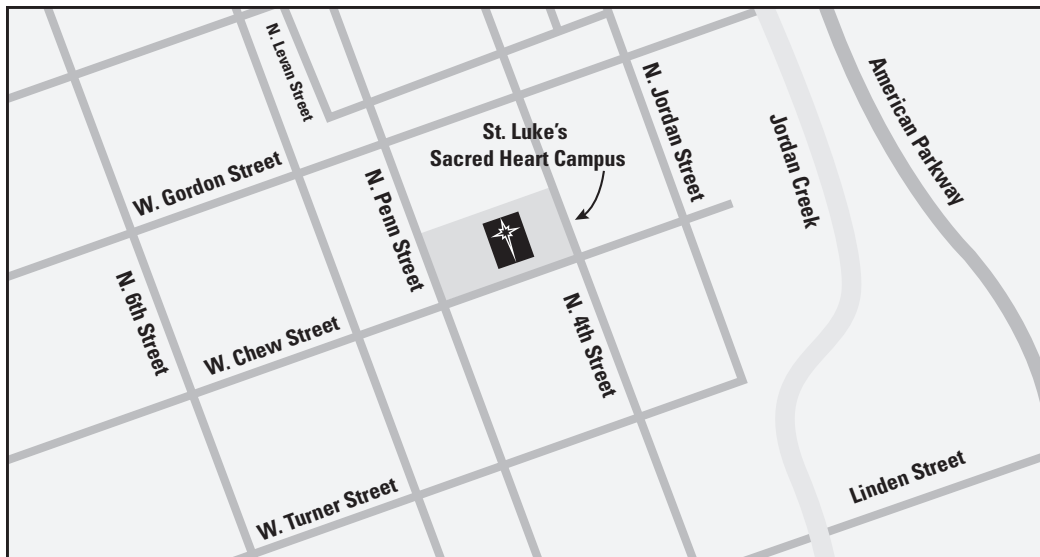 N. Levan Street
St. Luke's
Sacred Heart Campus
N. Jordan Street
Jordan Creek
American Parkway
W. Gordon Street
N. Penn Street
N. 6th Street
W. Chew Street
N. 4th Street
W. Turner Street
Linden Street